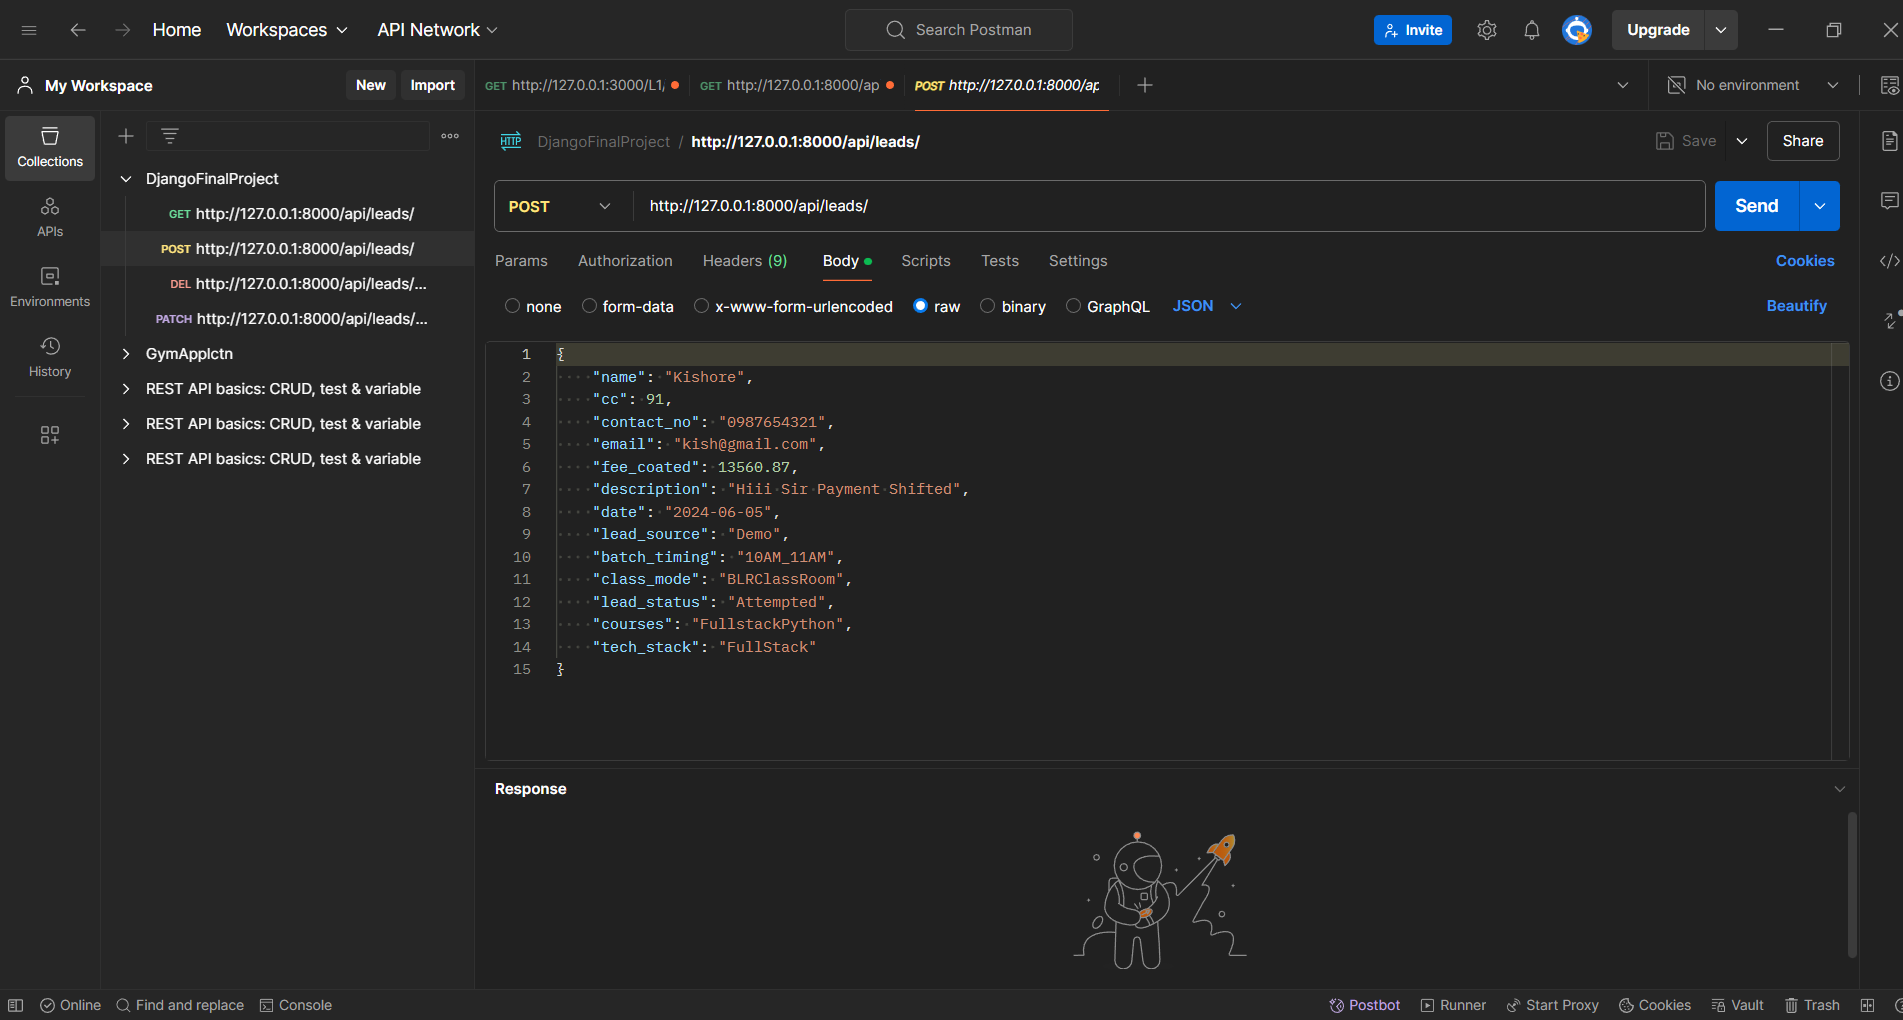 Home Workspaces API Network Search Postman Invite Upgrade
My Workspace New Import GET http://127.0.0.1:3000/L1/ GET http://127.0.0.1:8000/ap POST http://127.0.0.1:8000/ap No environment
Collections
APIs
Environments
History
DjangoFinalProject
GET http://127.0.0.1:8000/api/leads/
POST http://127.0.0.1:8000/api/leads/
DEL http://127.0.0.1:8000/api/leads/...
PATCH http://127.0.0.1:8000/api/leads/...
GymApplctn
REST API basics: CRUD, test & variable
REST API basics: CRUD, test & variable
REST API basics: CRUD, test & variable
HTTP DjangoFinalProject / http://127.0.0.1:8000/api/leads/ Save Share
POST http://127.0.0.1:8000/api/leads/ Send
Params Authorization Headers (9) Body Scripts Tests Settings Cookies
none form-data x-www-form-urlencoded raw binary GraphQL JSON Beautify
1 {
2 "name": "Kishore",
3 "cc": 91,
4 "contact_no": "0987654321",
5 "email": "kish@gmail.com",
6 "fee_coated": 13560.87,
7 "description": "Hiii Sir Payment Shifted",
8 "date": "2024-06-05",
9 "lead_source": "Demo",
10 "batch_timing": "10AM_11AM",
11 "class_mode": "BLRClassRoom",
12 "lead_status": "Attempted",
13 "courses": "FullstackPython",
14 "tech_stack": "FullStack"
15 }
Response
Online Find and replace Console Postbot Runner Start Proxy Cookies Vault Trash